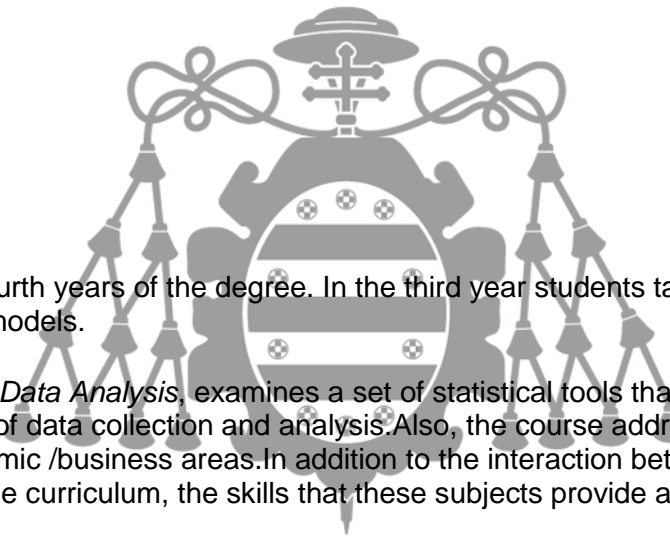 urth years of the degree. In the third year students ta
models.
Data Analysis, examines a set of statistical tools tha
of data collection and analysis.Also, the course addr
mic /business areas.In addition to the interaction bet
e curriculum, the skills that these subjects provide a